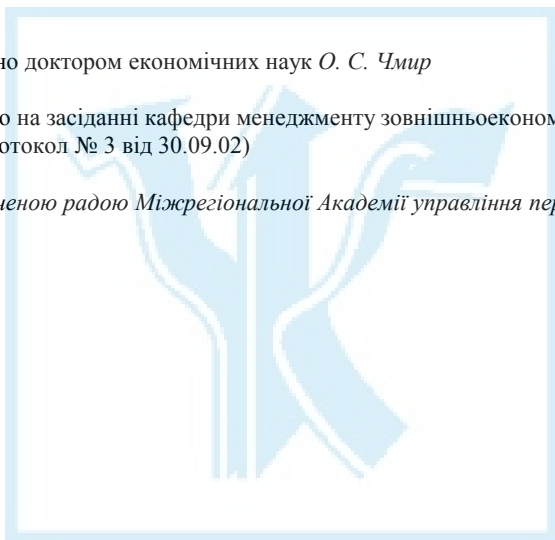 но доктором економічних наук О. С. Чмир
о на засіданні кафедри менеджменту зовнішньоеконом
отокол № 3 від 30.09.02)
ченою радою Міжрегіональної Академії управління пер